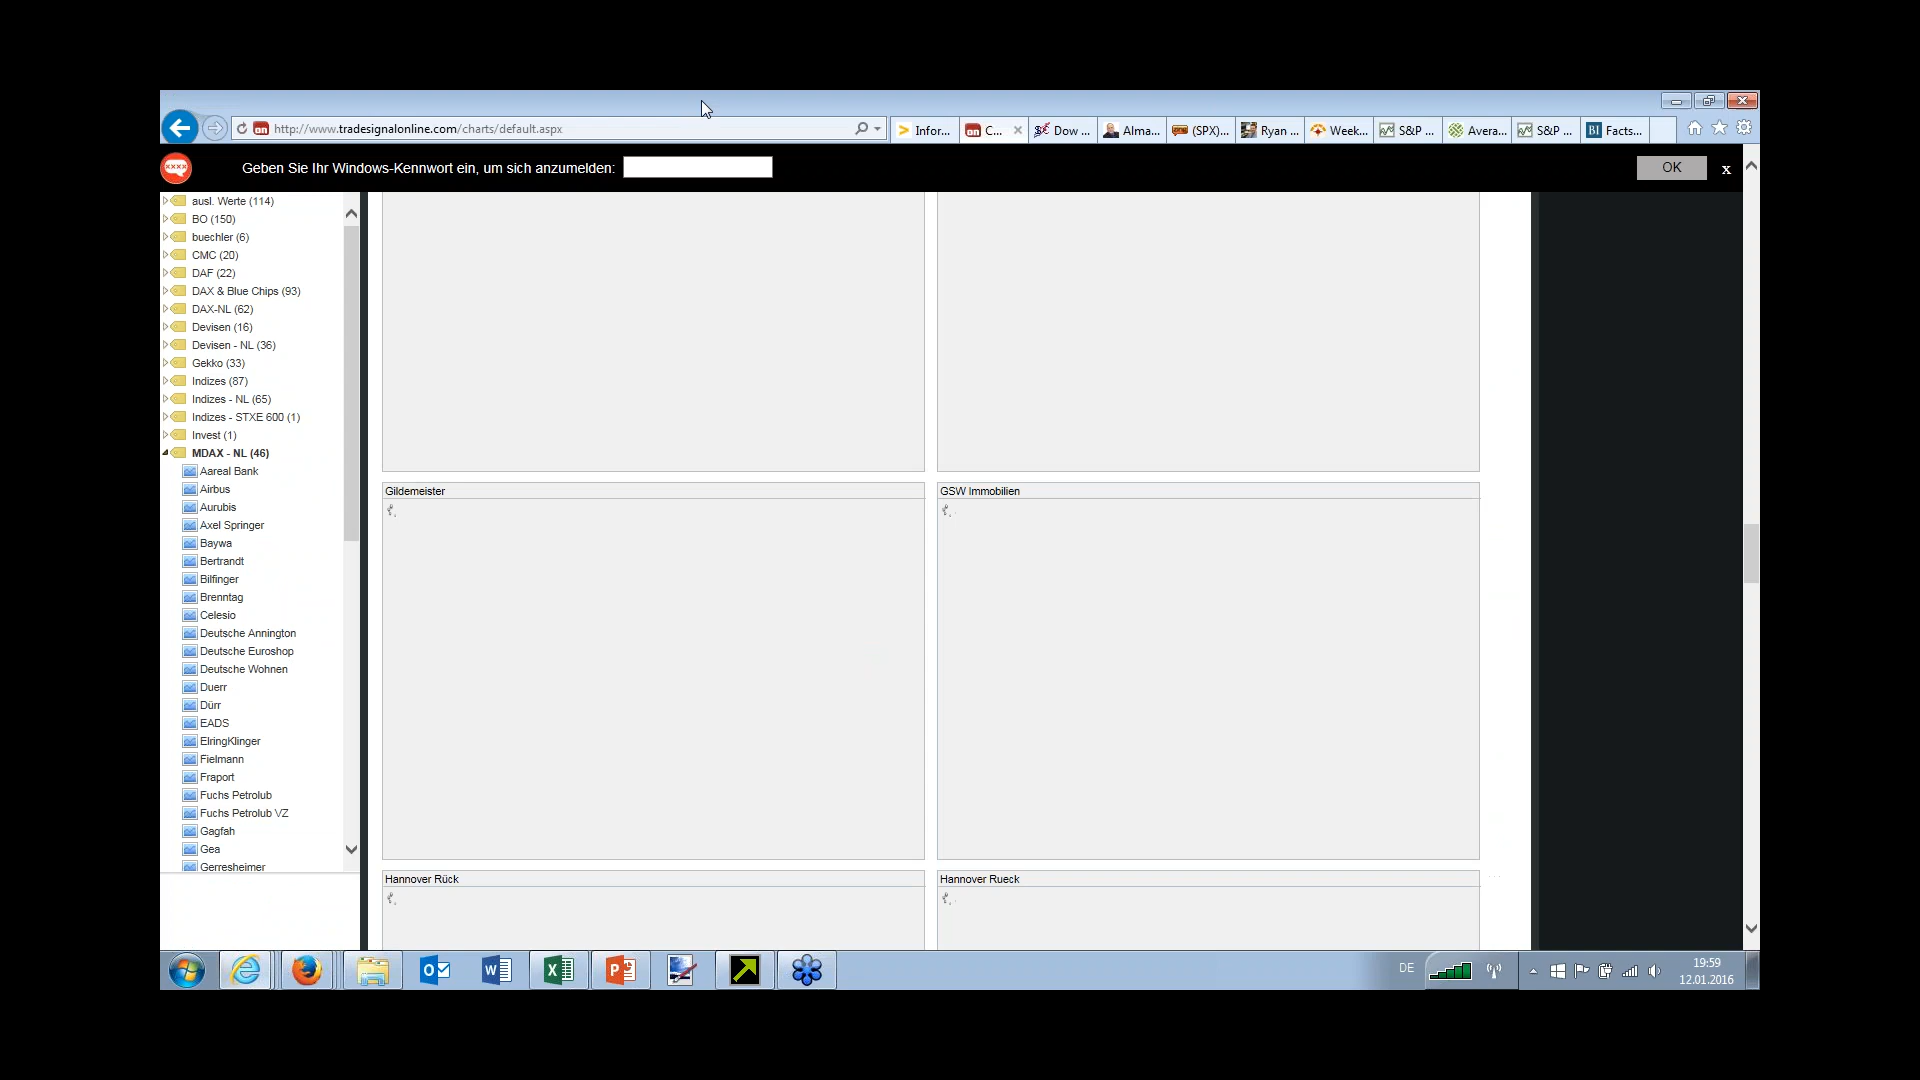 http://www.tradesignalonline.com/charts/default.aspx
Infor...
C...
Dow ...
Alma...
(SPX)...
Ryan ...
Week...
S&P ...
Avera...
S&P ...
Facts...
Geben Sie Ihr Windows-Kennwort ein, um sich anzumelden:
OK
x
ausl. Werte (114)
BO (150)
buechler (6)
CMC (20)
DAF (22)
DAX & Blue Chips (93)
DAX-NL (62)
Devisen (16)
Devisen - NL (36)
Gekko (33)
Indizes (87)
Indizes - NL (65)
Indizes - STXE 600 (1)
Invest (1)
MDAX - NL (46)
Aareal Bank
Airbus
Aurubis
Axel Springer
Baywa
Bertrandt
Bilfinger
Brenntag
Celesio
Deutsche Annington
Deutsche Euroshop
Deutsche Wohnen
Duerr
Dürr
EADS
ElringKlinger
Fielmann
Fraport
Fuchs Petrolub
Fuchs Petrolub VZ
Gagfah
Gea
Gerresheimer
Gildemeister
GSW Immobilien
Hannover Rück
Hannover Rueck
DE
19:59
12.01.2016